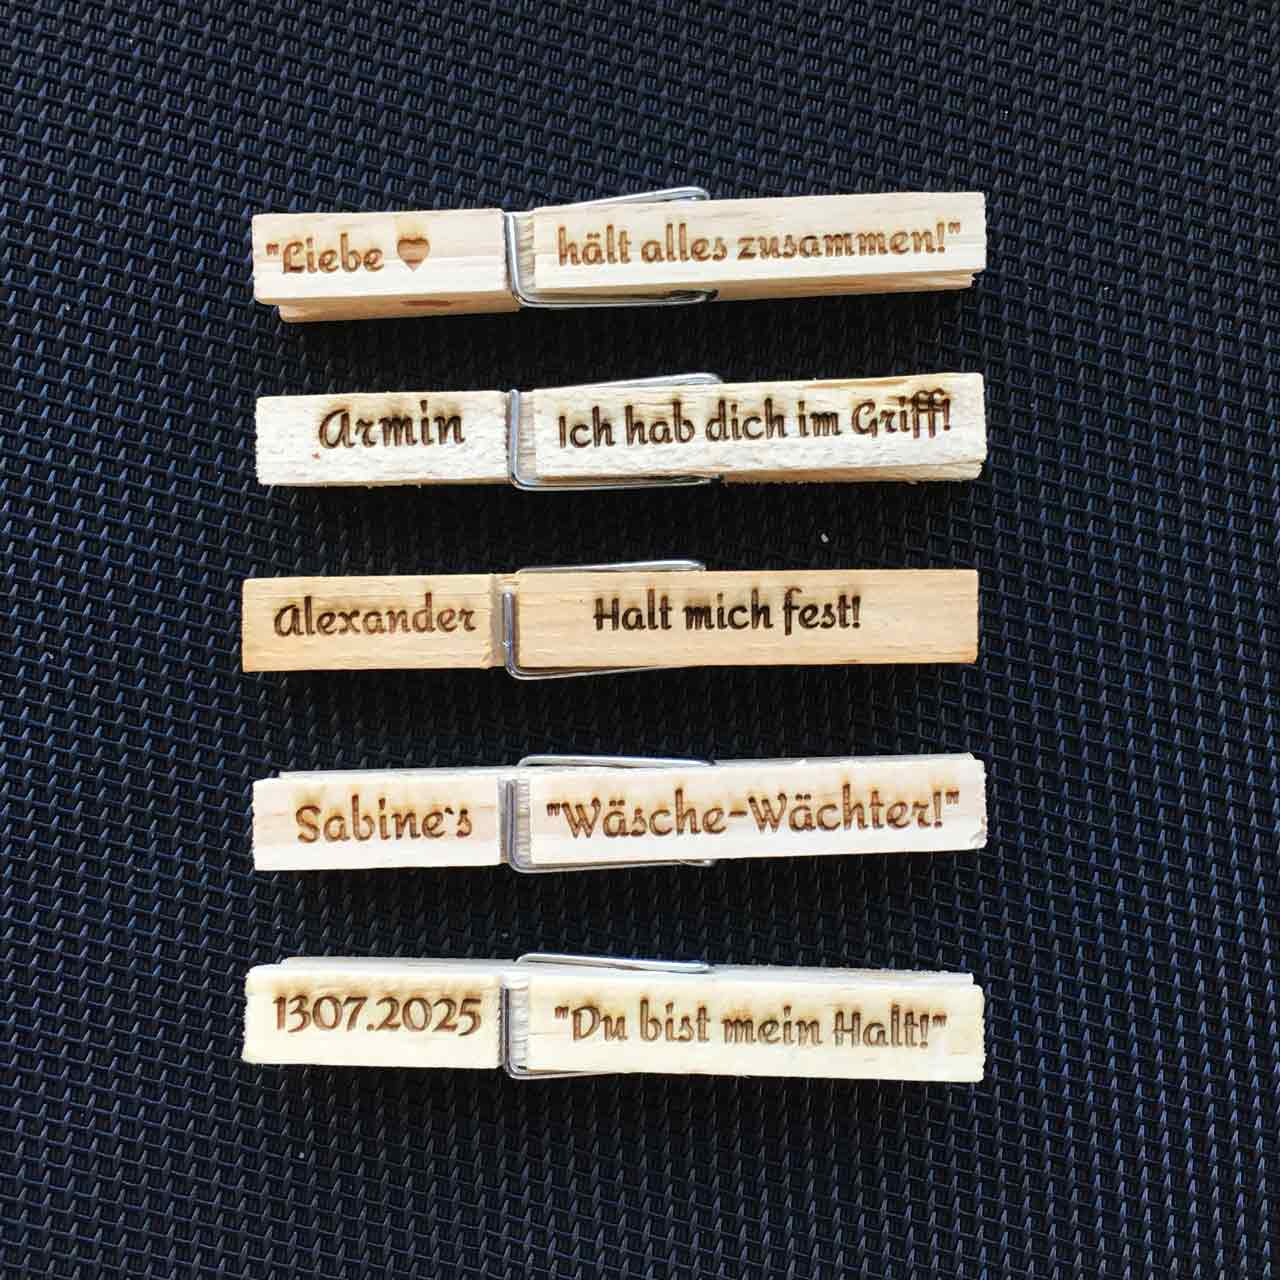 "Liebe ♥ hält alles zusammen!"
Armin Ich hab dich im Griff!
Alexander Halt mich fest!
Sabine`s "Wäsche-Wächter!"
1307.2025 "Du bist mein Halt!"